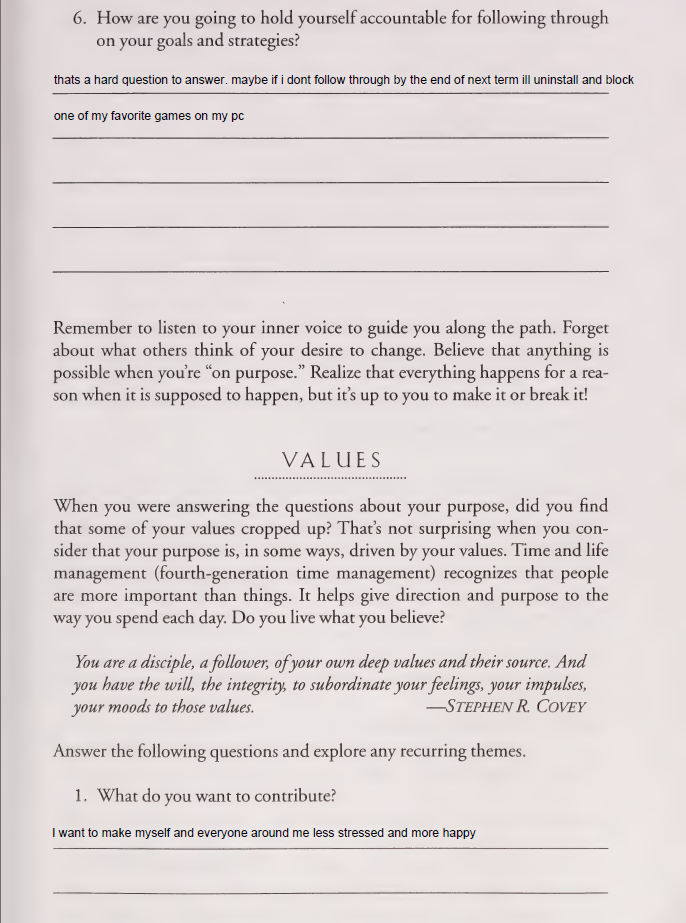 6. How are you going to hold yourself accountable for following through
on your goals and strategies?
thats a hard question to answer. maybe if i dont follow through by the end of next term ill uninstall and block
one of my favorite games on my pc
Remember to listen to your inner voice to guide you along the path. Forget
about what others think of your desire to change. Believe that anything is
possible when you're “on purpose.” Realize that everything happens for a rea-
son when it is supposed to happen, but it's up to you to make it or break it!
VALUES
When you were answering the questions about your purpose, did you find
that some of your values cropped up? That's not surprising when you con-
sider that your purpose is, in some ways, driven by your values. Time and life
management (fourth-generation time management) recognizes that people
are more important than things. It helps give direction and purpose to the
way you spend each day. Do you live what you believe?
You are a disciple, a follower, of your own deep values and their source. And
you have the will, the integrity, to subordinate your feelings, your impulses,
your moods to those values. —STEPHEN R. COVEY
Answer the following questions and explore any recurring themes.
1. What do you want to contribute?
I want to make myself and everyone around me less stressed and more happy